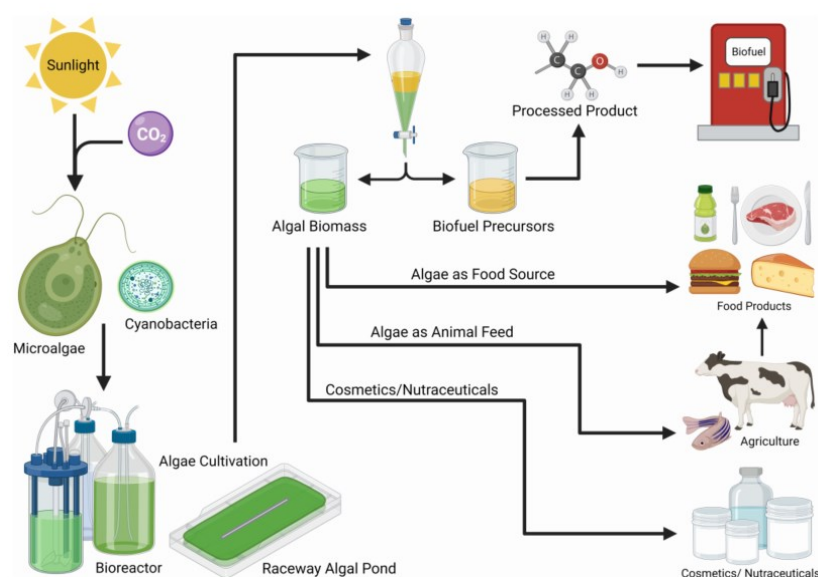 Sunlight
CO₂
Microalgae
Cyanobacteria
Algae Cultivation
Bioreactor
Raceway Algal Pond
Algal Biomass
Biofuel Precursors
H
H
C
C
O
H
H
H
Processed Product
Biofuel
Algae as Food Source
Food Products
Algae as Animal Feed
Agriculture
Cosmetics/Nutraceuticals
Cosmetics/ Nutraceuticals